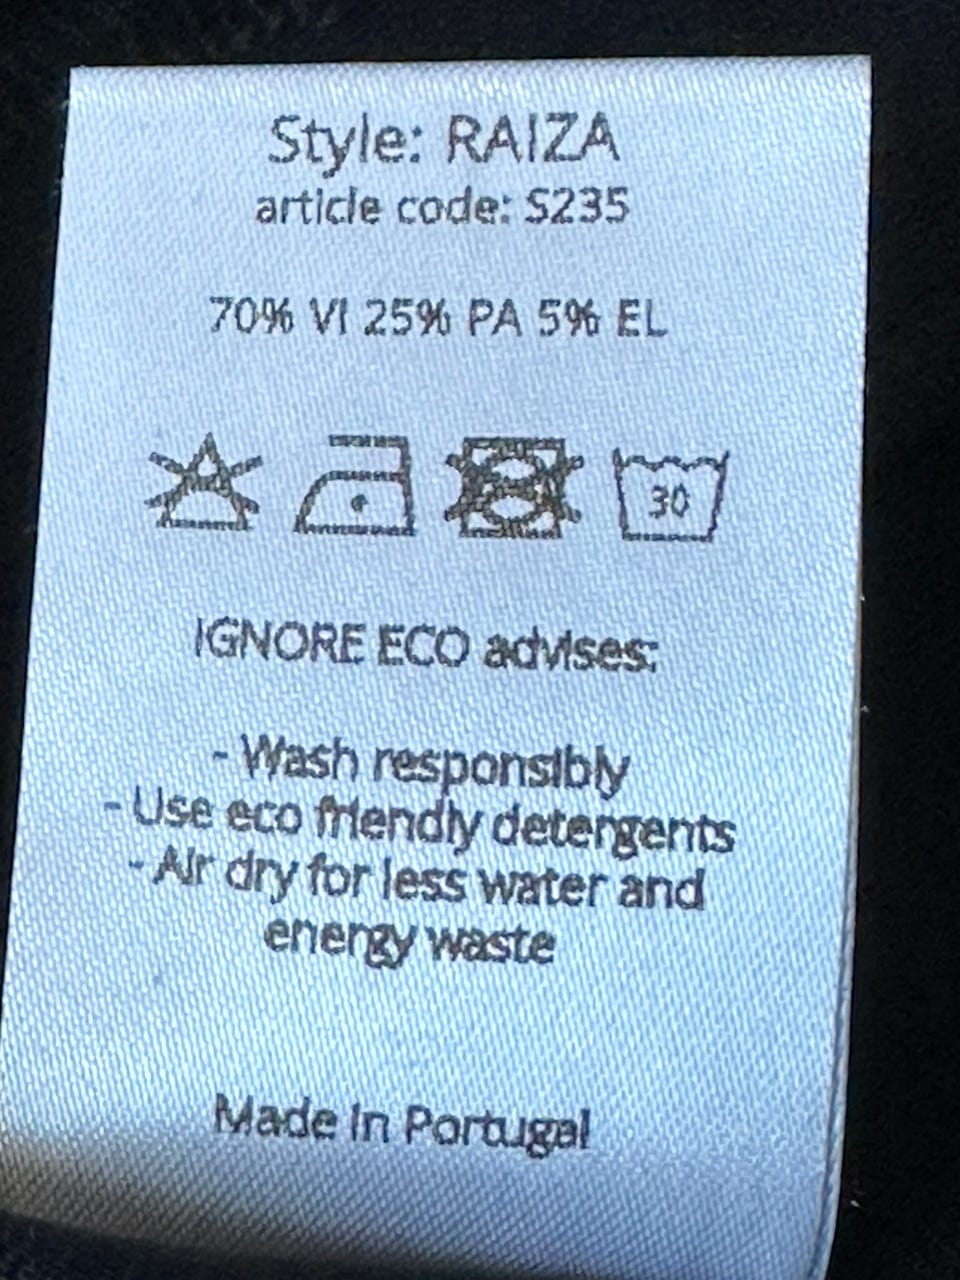 Style: RAIZA
article code: S235
70% VI 25% PA 5% EL
30
IGNORE ECO advises:
- Wash responsibly
- Use eco friendly detergents
- Air dry for less water and
energy waste
Made In Portugal